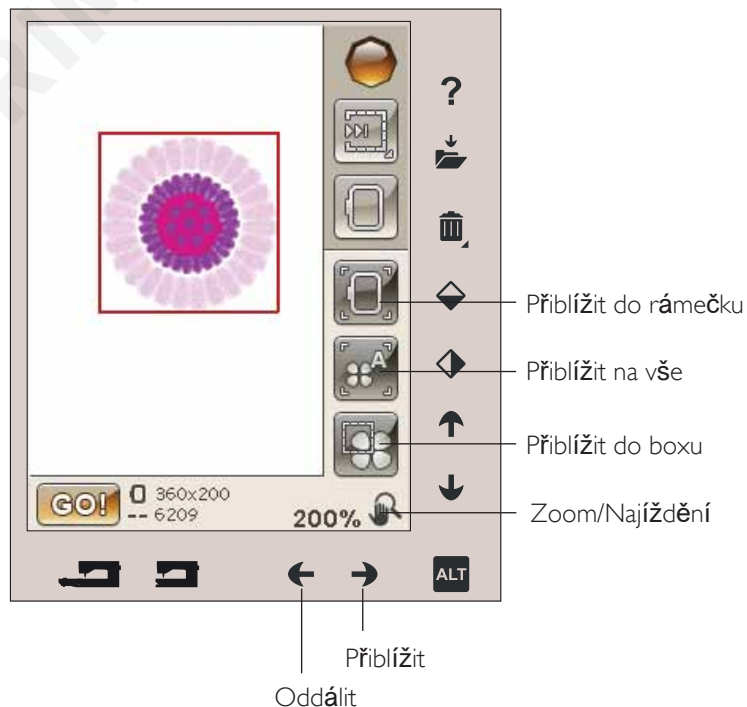 ?
A
Přiblížit do rámečku
Přiblížit na vše
Přiblížit do boxu
GO! 360x200
-- 6209
200%
Zoom/Najíždění
ALT
Přiblížit
Oddálit